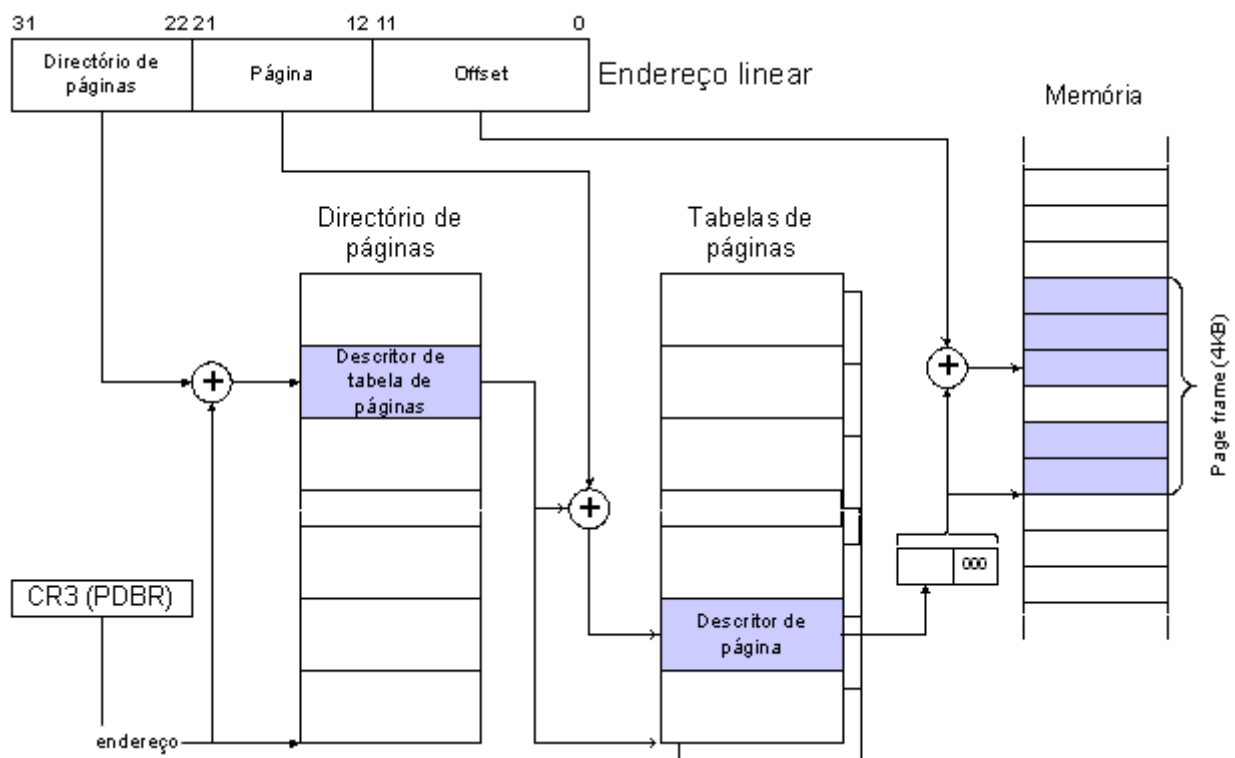 31 22 21 12 11 0
Directório de
páginas
Página
Offset
Endereço linear
Memória
Directório de
páginas
Tabelas de
páginas
Descritor de
tabela de
páginas
Page frame (4KB)
000
CR3 (PDBR)
Descritor de
página
endereço